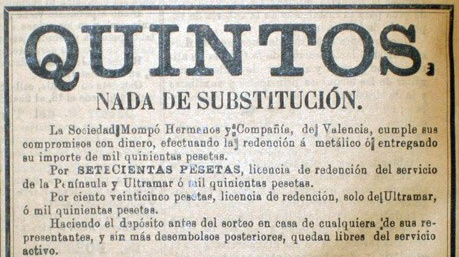 QUINTOS,
NADA DE SUBSTITUCIÓN.
La Sociedad Mompó Hermanos y Compañía, de Valencia, cumple sus
compromisos con dinero, efectuando la redención á metálico ó entregando
su importe de mil quinientas pesetas.
Por SETECIENTAS PESETAS, licencia de redención del servicio
de la Península y Ultramar ó mil quinientas pesetas.
Por ciento veinticinco pesetas, licencia de redención, solo de Ultramar,
ó mil quinientas pesetas.
Haciendo el depósito antes del sorteo en casa de cualquiera de sus re-
presentantes, y sin más desembolsos posteriores, quedan libres del servicio
activo.